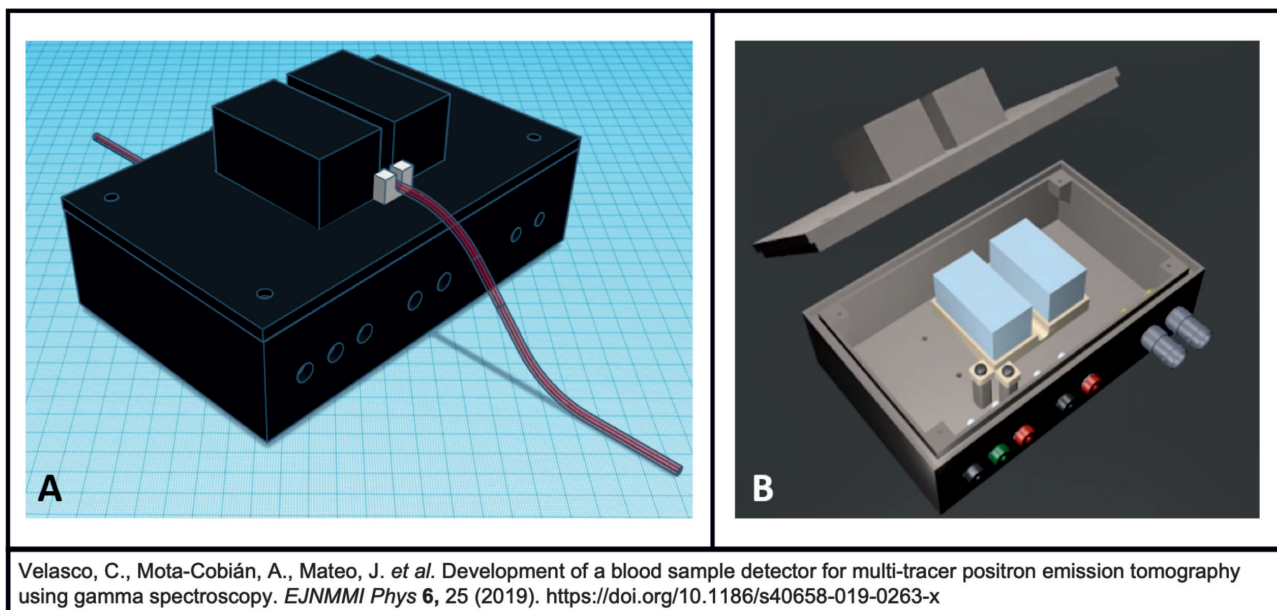 A
B
Velasco, C., Mota-Cobián, A., Mateo, J. et al. Development of a blood sample detector for multi-tracer positron emission tomography
using gamma spectroscopy. EJNMMI Phys 6, 25 (2019). https://doi.org/10.1186/s40658-019-0263-x